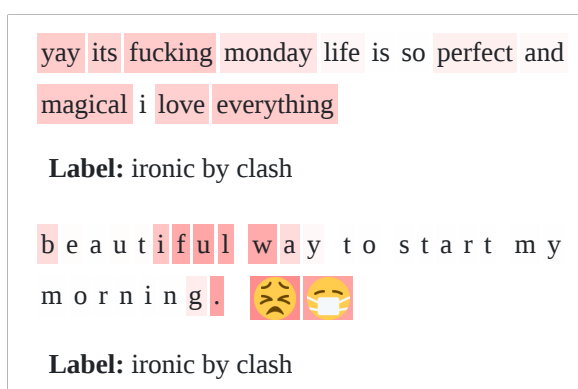 yay its fucking monday life is so perfect and
magical i love everything
Label: ironic by clash
b e a u t i f u l w a y t o s t a r t m y
m o r n i n g . 😣 😷
Label: ironic by clash